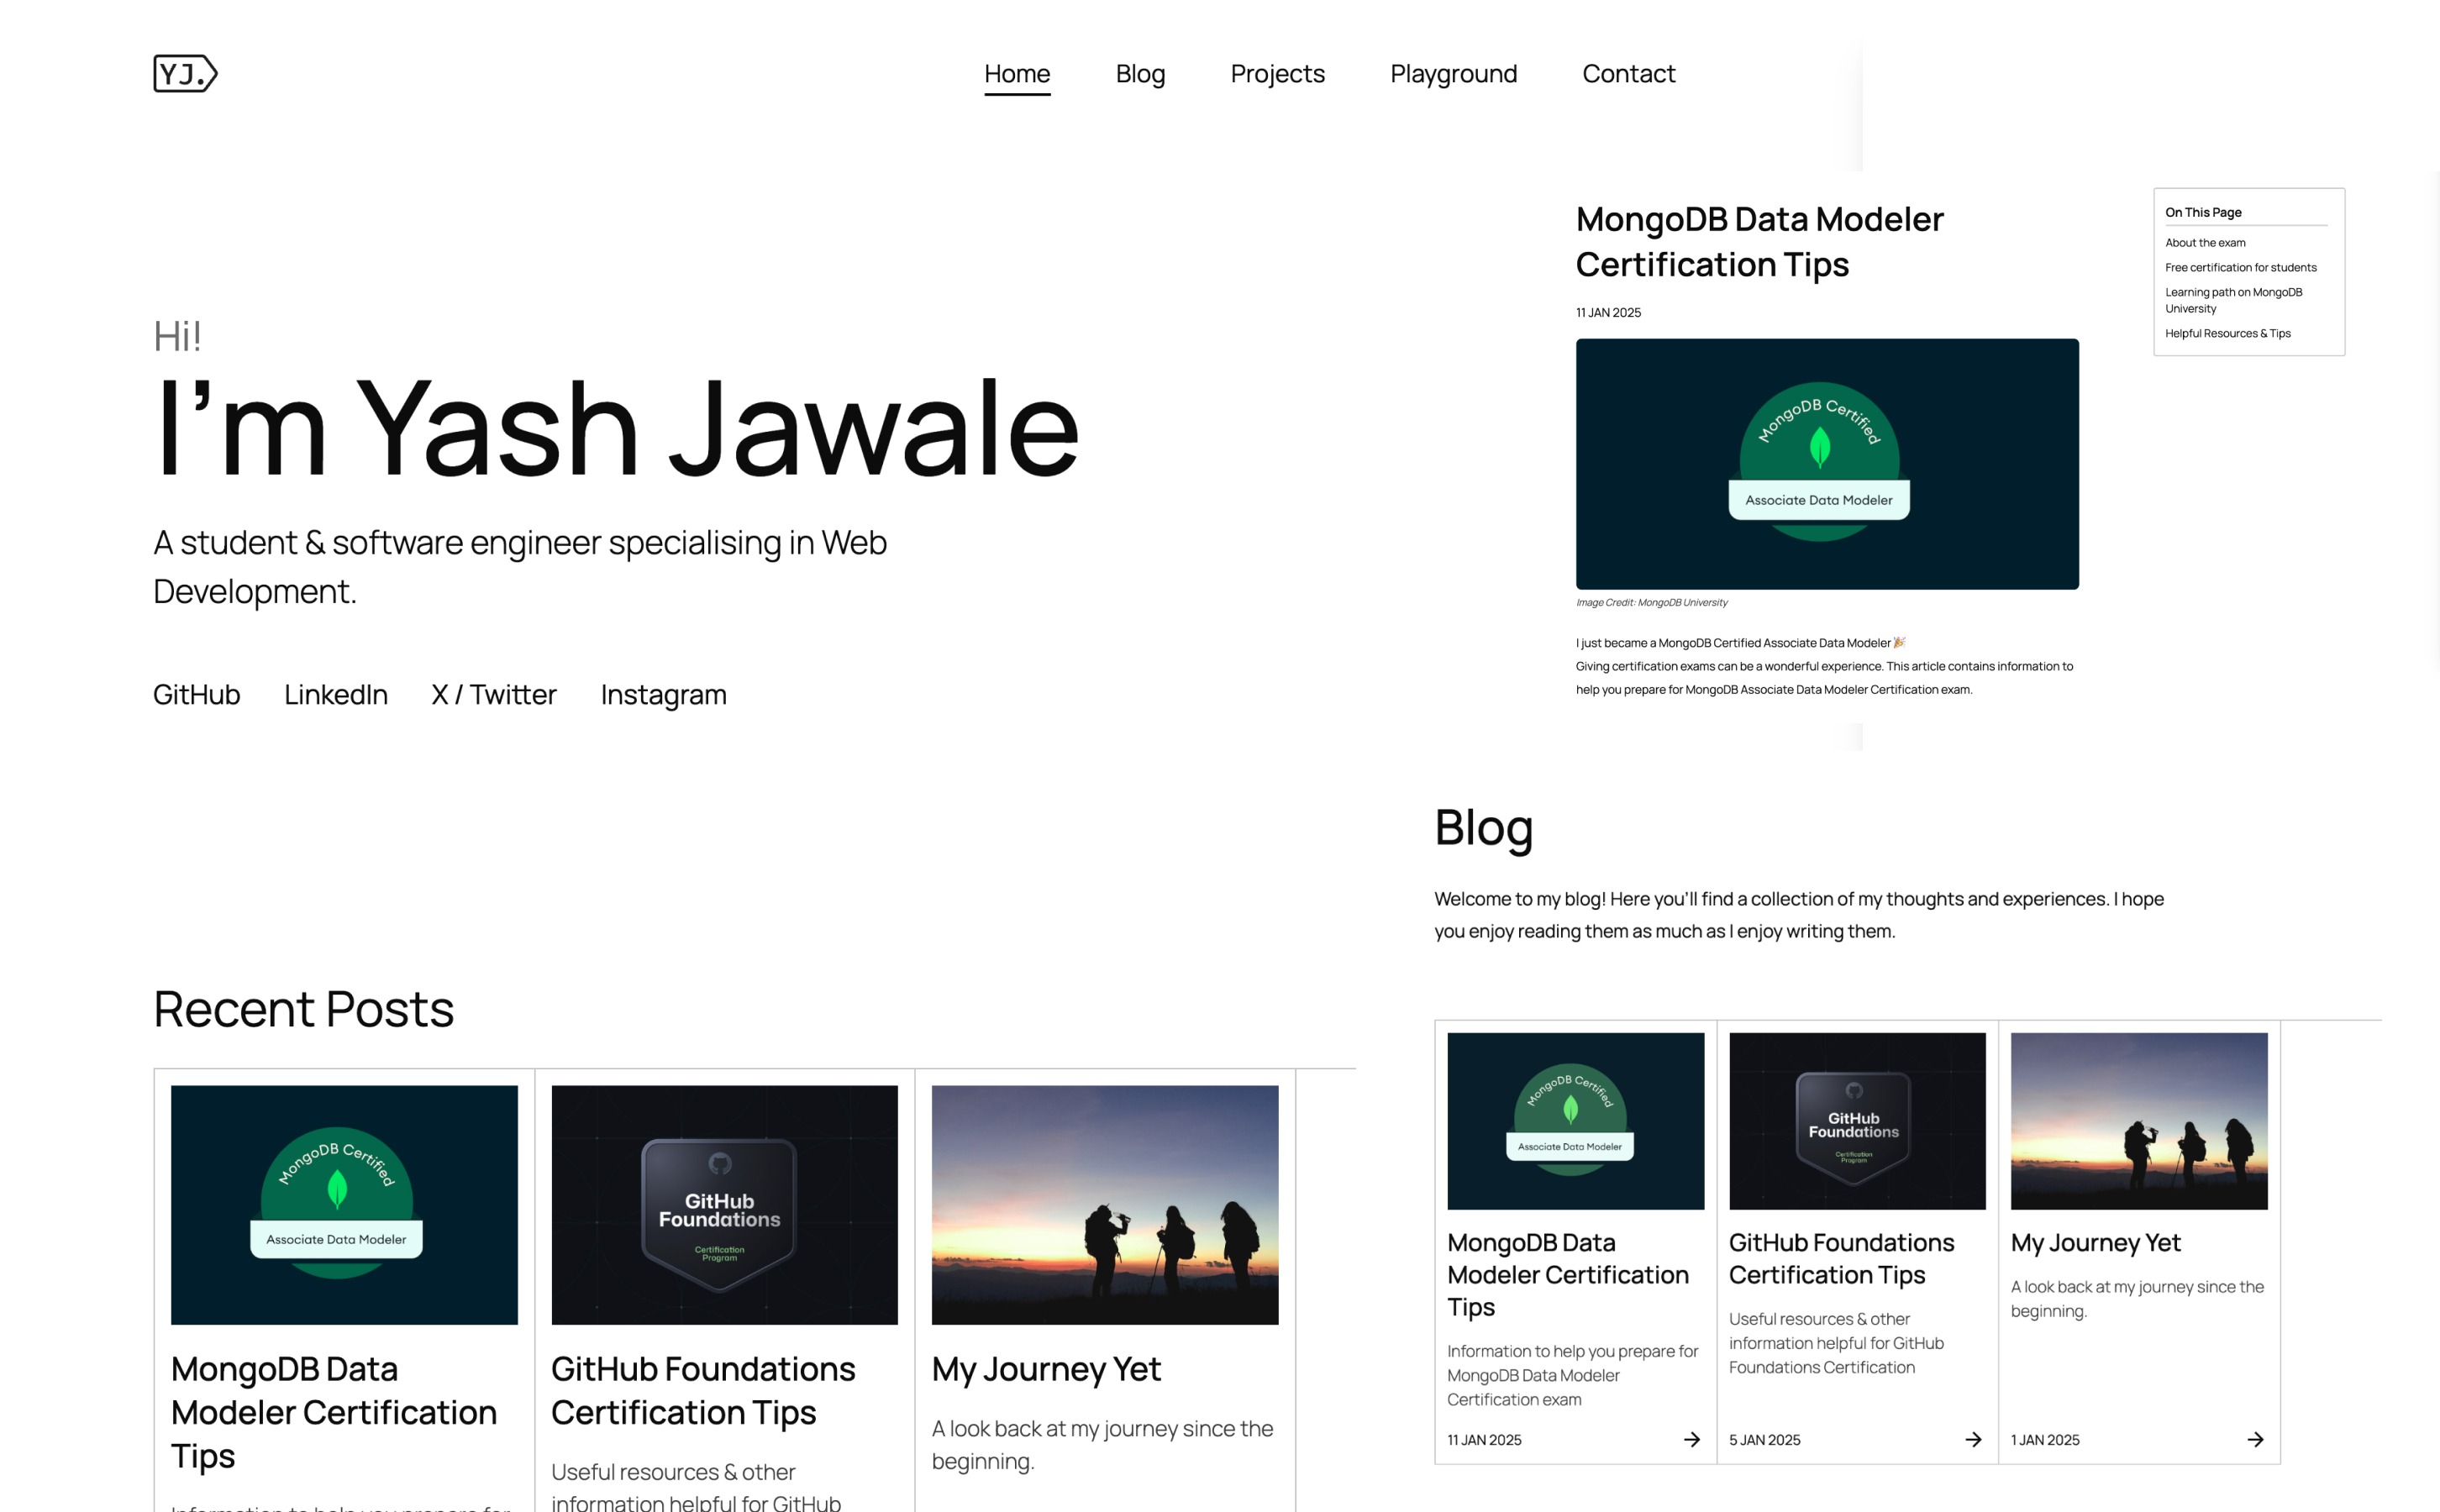 YJ.
Home
Blog
Projects
Playground
Contact
Hi!
I'm Yash Jawale
A student & software engineer specialising in Web
Development.
GitHub
LinkedIn
X / Twitter
Instagram
MongoDB Data Modeler
Certification Tips
11 JAN 2025
MongoDB Certified
Associate Data Modeler
Image Credit: MongoDB University
I just became a MongoDB Certified Associate Data Modeler 🎉
Giving certification exams can be a wonderful experience. This article contains information to
help you prepare for MongoDB Associate Data Modeler Certification exam.
On This Page
About the exam
Free certification for students
Learning path on MongoDB
University
Helpful Resources & Tips
Recent Posts
MongoDB Certified
Associate Data Modeler
MongoDB Data
Modeler Certification
Tips
Information to help you prepare for
GitHub
Foundations
Certification
Program
GitHub Foundations
Certification Tips
Useful resources & other
information helpful for GitHub
My Journey Yet
A look back at my journey since the
beginning.
Blog
Welcome to my blog! Here you'll find a collection of my thoughts and experiences. I hope
you enjoy reading them as much as I enjoy writing them.
MongoDB Certified
Associate Data Modeler
MongoDB Data
Modeler Certification
Tips
Information to help you prepare for
MongoDB Data Modeler
Certification exam
11 JAN 2025
GitHub
Foundations
Certification
Program
GitHub Foundations
Certification Tips
Useful resources & other
information helpful for GitHub
Foundations Certification
5 JAN 2025
My Journey Yet
A look back at my journey since the
beginning.
1 JAN 2025